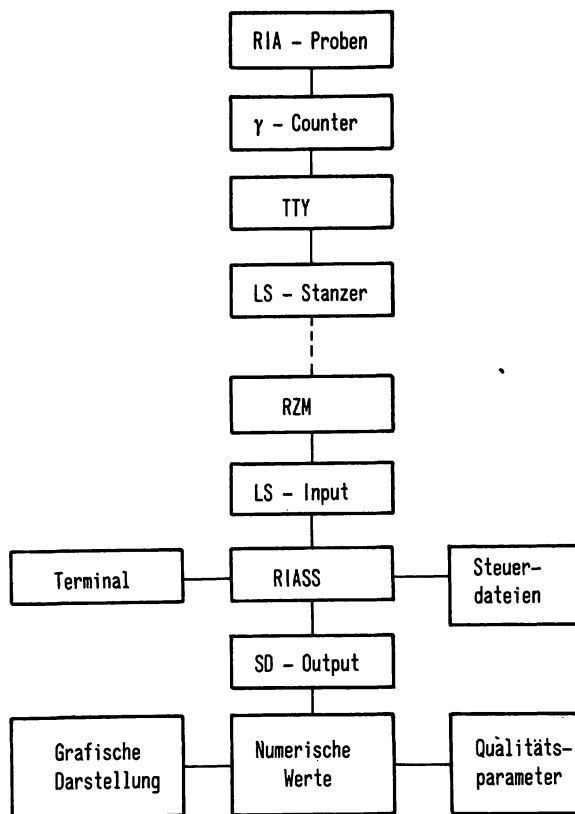 RIA - Proben
γ - Counter
TTY
LS - Stanzer
RZM
LS - Input
Terminal
RIASS
Steuer-
dateien
SD - Output
Grafische
Darstellung
Numerische
Werte
Qualitäts-
parameter